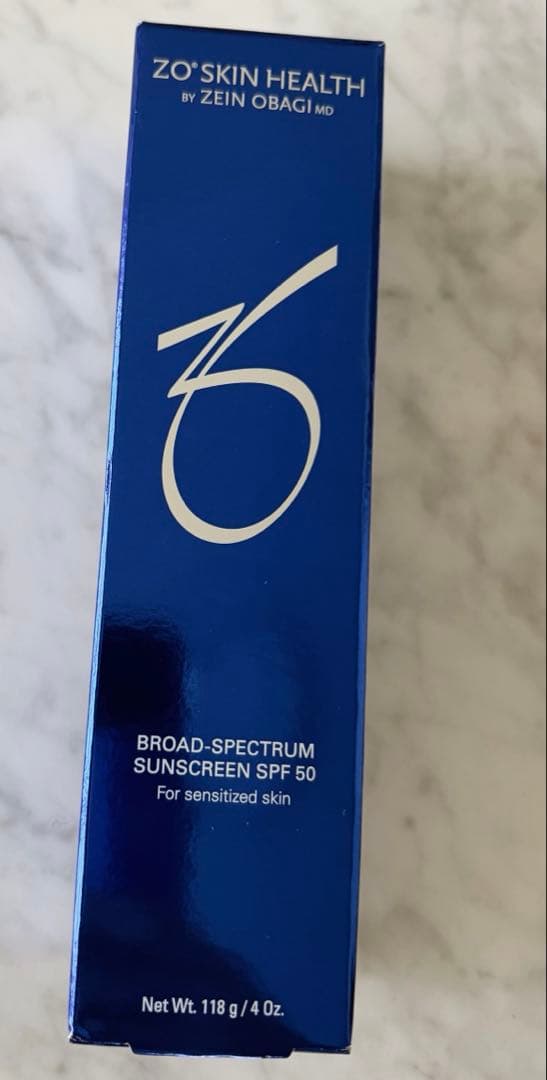 ZO® SKIN HEALTH
BY ZEIN OBAGI MD
ZO
BROAD-SPECTRUM
SUNSCREEN SPF 50
For sensitized skin
Net Wt. 118 g / 4 Oz.